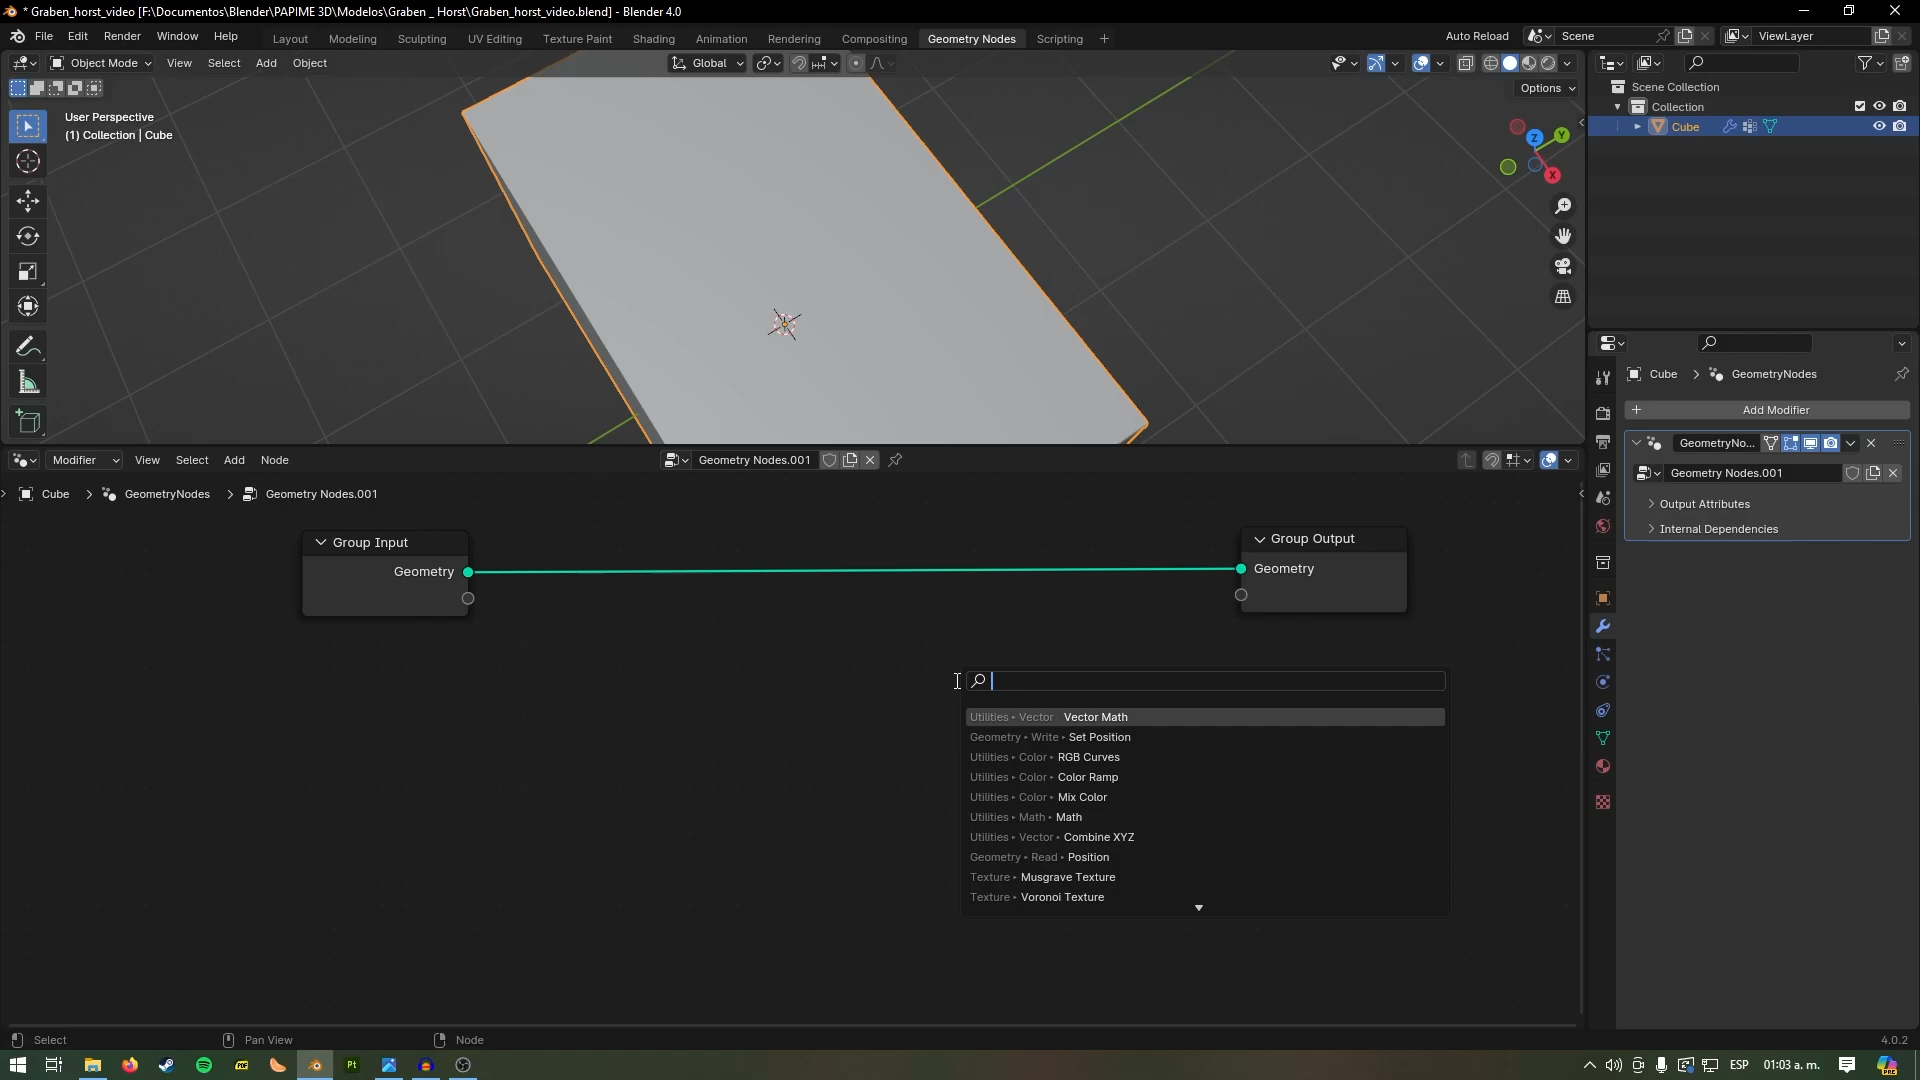 * Graben_horst_video [F:\Documentos\Blender\PAPIME 3D\Modelos\Graben _ Horst\Graben_horst_video.blend] - Blender 4.0
File Edit Render Window Help
Layout Modeling Sculpting UV Editing Texture Paint Shading Animation Rendering Compositing Geometry Nodes Scripting +
Auto Reload Scene ViewLayer
Object Mode View Select Add Object
Global
Options
User Perspective
(1) Collection | Cube
Z Y X
Scene Collection
Collection
Cube
Cube GeometryNodes
Add Modifier
GeometryNo...
Geometry Nodes.001
Output Attributes
Internal Dependencies
Modifier View Select Add Node
Geometry Nodes.001
Cube GeometryNodes Geometry Nodes.001
Group Input
Geometry
Group Output
Geometry
Utilities ▸ Vector ▸ Vector Math
Geometry ▸ Write ▸ Set Position
Utilities ▸ Color ▸ RGB Curves
Utilities ▸ Color ▸ Color Ramp
Utilities ▸ Color ▸ Mix Color
Utilities ▸ Math ▸ Math
Utilities ▸ Vector ▸ Combine XYZ
Geometry ▸ Read ▸ Position
Texture ▸ Musgrave Texture
Texture ▸ Voronoi Texture
Select Pan View Node
4.0.2
Pt
ESP 01:03 a. m.
PRE